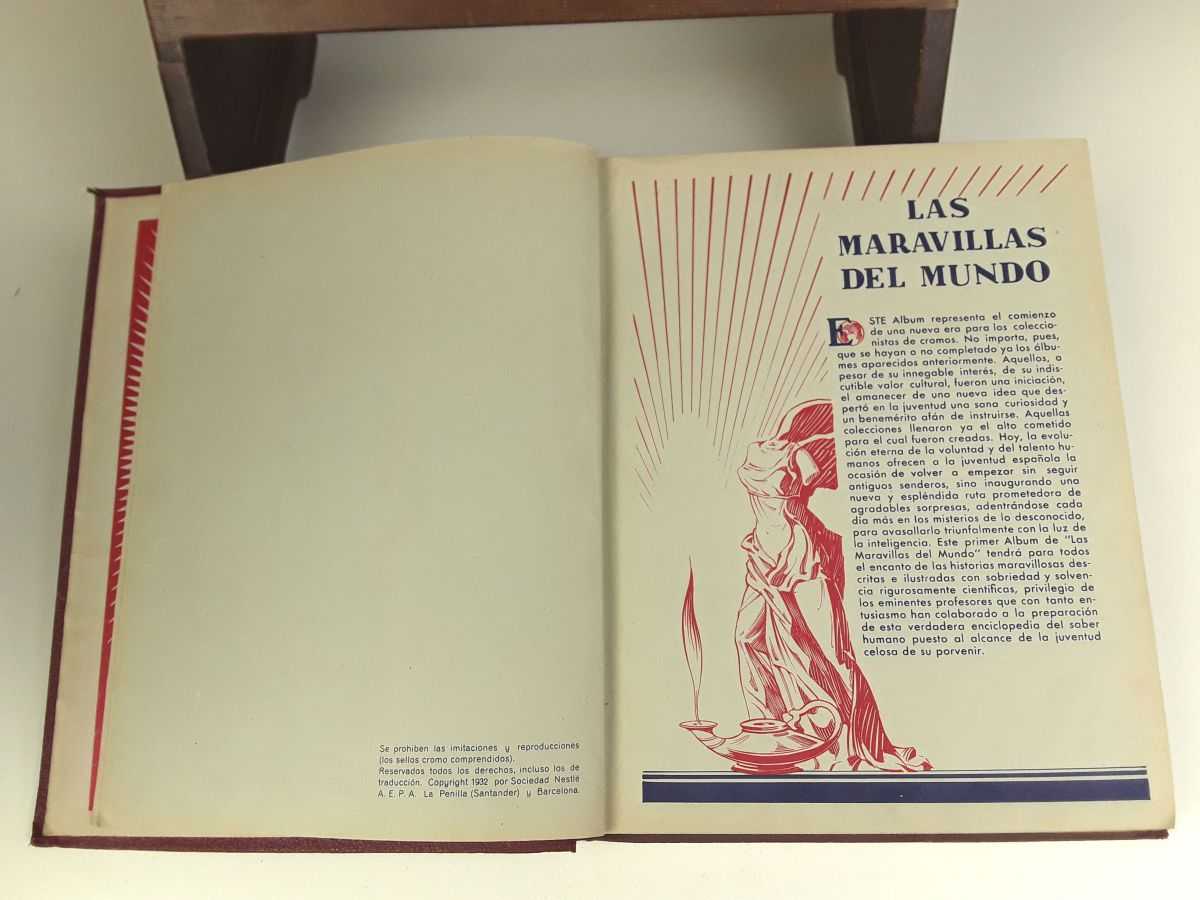 Se prohiben las imitaciones y reproducciones
(los sellos cromo comprendidos).
Reservados todos los derechos, incluso los de
traducción. Copyright 1932 por Sociedad Nestlé
A. E. P. A. La Penilla (Santander) y Barcelona.
LAS
MARAVILLAS
DEL MUNDO
ESTE Album representa el comienzo
de una nueva era para los coleccio-
nistas de cromos. No importa, pues,
que se hayan o no completado ya los álbu-
mes aparecidos anteriormente. Aquellos, a
pesar de su innegable interés, de su indis-
cutible valor cultural, fueron una iniciación,
el amanecer de una nueva idea que des-
pertó en la juventud una sana curiosidad y
un benemérito afán de instruirse. Aquellas
colecciones llenaron ya el alto cometido
para el cual fueron creadas. Hoy, la evolu-
ción eterna de la voluntad y del talento hu-
manos ofrecen a la juventud española la
ocasión de volver a empezar sin seguir
antiguos senderos, sino inaugurando una
nueva y espléndida ruta prometedora de
agradables sorpresas, adentrándose cada
día más en los misterios de lo desconocido,
para avasallarlo triunfalmente con la luz de
la inteligencia. Este primer Album de "Las
Maravillas del Mundo" tendrá para todos
el encanto de las historias maravillosas des-
critas e ilustradas con sobriedad y solven-
cia rigurosamente científicas, privilegio de
los eminentes profesores que con tanto en-
tusiasmo han colaborado a la preparación
de esta verdadera enciclopedia del saber
humano puesto al alcance de la juventud
celosa de su porvenir.